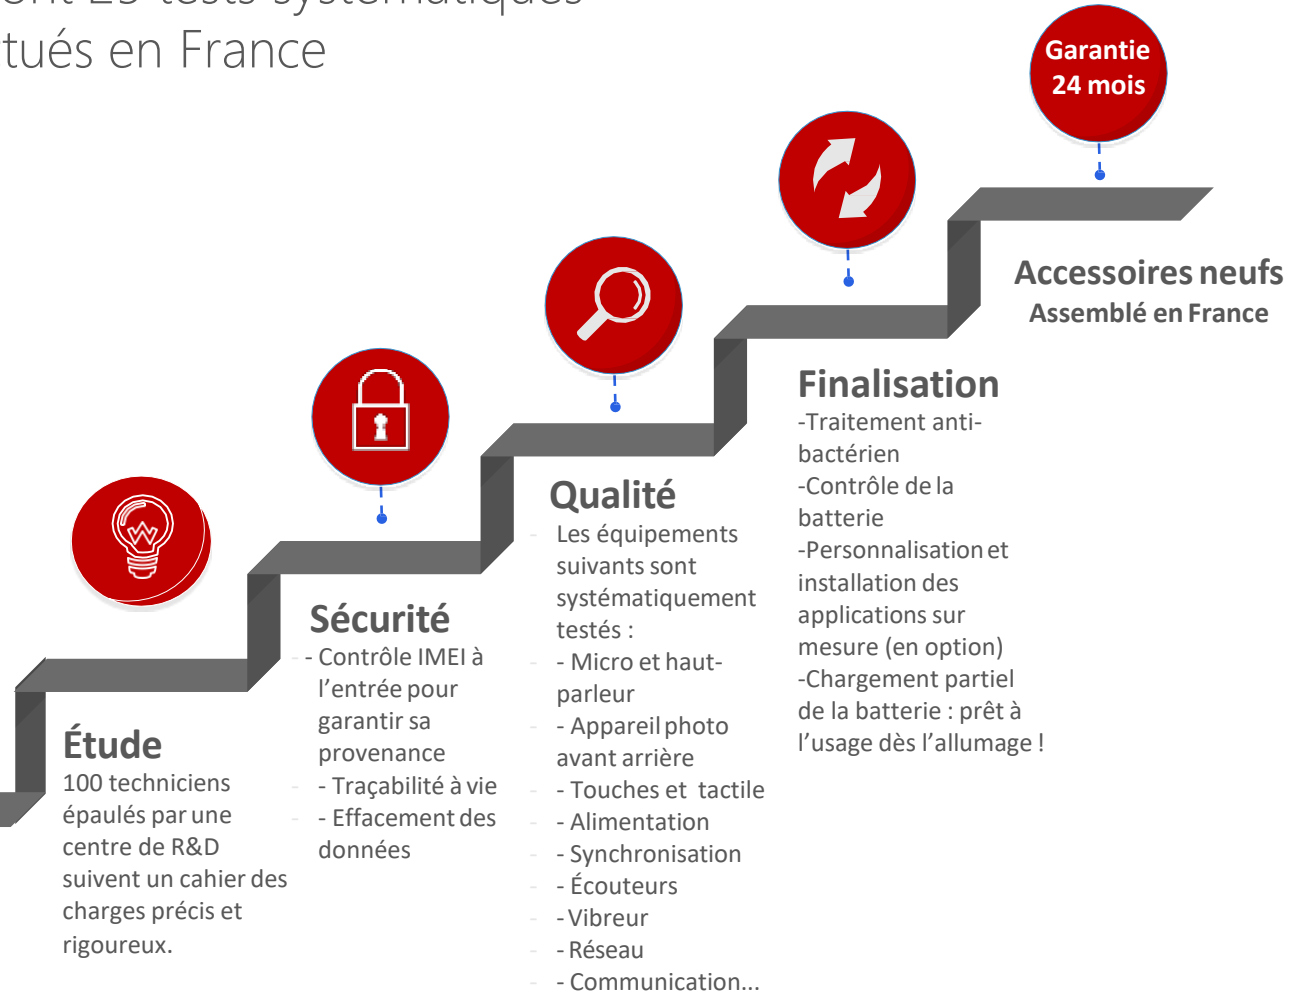 tests systématiques
en France
Garantie
24 mois
Accessoires neufs
Assemblé en France
Finalisation
-Traitement anti-
bactérien
-Contrôle de la
batterie
-Personnalisation et
installation des
applications sur
mesure (en option)
-Chargement partiel
de la batterie : prêt à
l’usage dès l’allumage !
Qualité
- Les équipements
suivants sont
systématiquement
testés :
- - Micro et haut-
parleur
- - Appareil photo
avant arrière
- - Touches et tactile
- - Alimentation
- - Synchronisation
- - Écouteurs
- - Vibreur
- - Réseau
- - Communication...
Sécurité
- - Contrôle IMEI à
l’entrée pour
garantir sa
provenance
- - Traçabilité à vie
- - Effacement des
données
Étude
100 techniciens
épaulés par une
centre de R&D
suivent un cahier des
charges précis et
rigoureux.